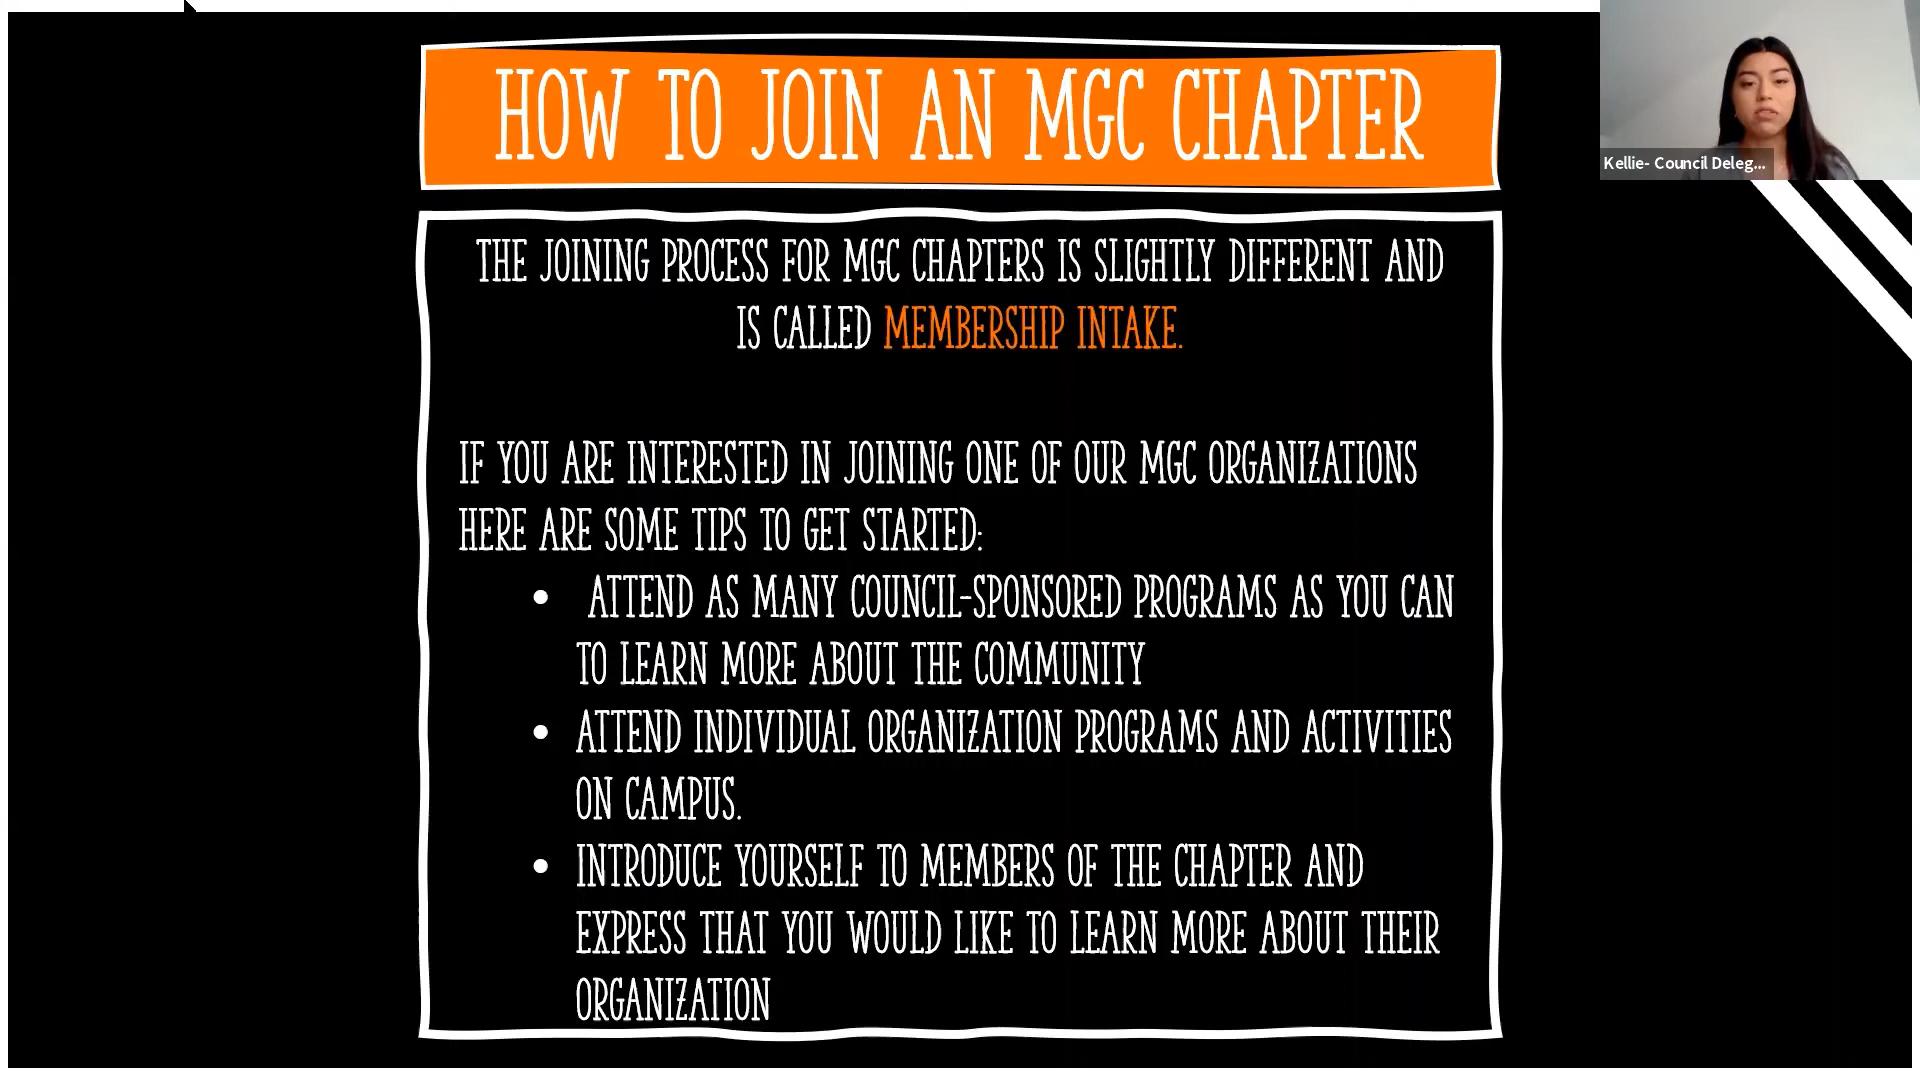 HOW TO JOIN AN MGC CHAPTER
Kellie- Council Deleg...
THE JOINING PROCESS FOR MGC CHAPTERS IS SLIGHTLY DIFFERENT AND
IS CALLED MEMBERSHIP INTAKE.
IF YOU ARE INTERESTED IN JOINING ONE OF OUR MGC ORGANIZATIONS
HERE ARE SOME TIPS TO GET STARTED:
• ATTEND AS MANY COUNCIL-SPONSORED PROGRAMS AS YOU CAN
TO LEARN MORE ABOUT THE COMMUNITY
• ATTEND INDIVIDUAL ORGANIZATION PROGRAMS AND ACTIVITIES
ON CAMPUS.
• INTRODUCE YOURSELF TO MEMBERS OF THE CHAPTER AND
EXPRESS THAT YOU WOULD LIKE TO LEARN MORE ABOUT THEIR
ORGANIZATION